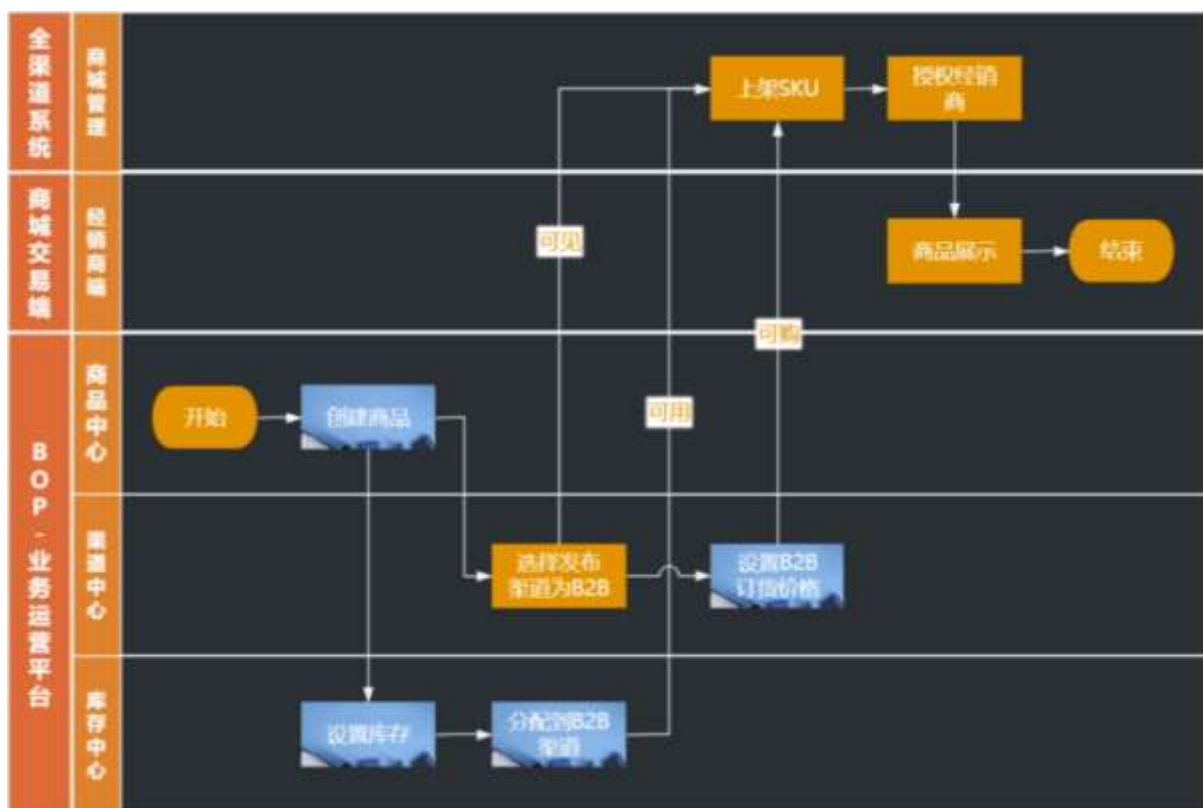 全渠道系统
商城管理
上架SKU
授权经销
商
商城交易端
经销商端
可见
商品展示
结束
可购
BOP-业务运营平台
商品中心
开始
创建商品
可用
渠道中心
选择发布
渠道为B2B
设置B2B
订货价格
库存中心
设置库存
分配到B2B
渠道